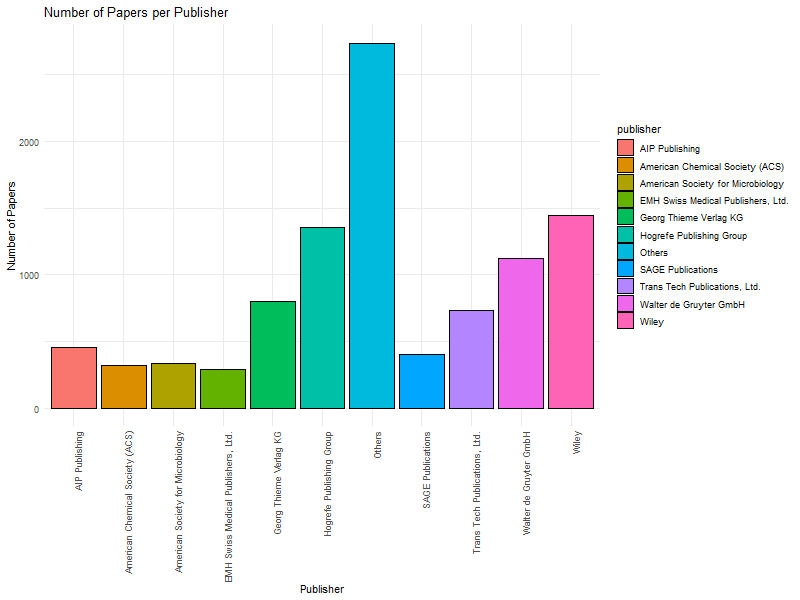 Number of Papers per Publisher
Number of Papers
2000
1000
0
AIP Publishing
American Chemical Society (ACS)
American Society for Microbiology
EMH Swiss Medical Publishers, Ltd.
Georg Thieme Verlag KG
Hogrefe Publishing Group
Others
SAGE Publications
Trans Tech Publications, Ltd.
Walter de Gruyter GmbH
Wiley
Publisher
publisher
AIP Publishing
American Chemical Society (ACS)
American Society for Microbiology
EMH Swiss Medical Publishers, Ltd.
Georg Thieme Verlag KG
Hogrefe Publishing Group
Others
SAGE Publications
Trans Tech Publications, Ltd.
Walter de Gruyter GmbH
Wiley